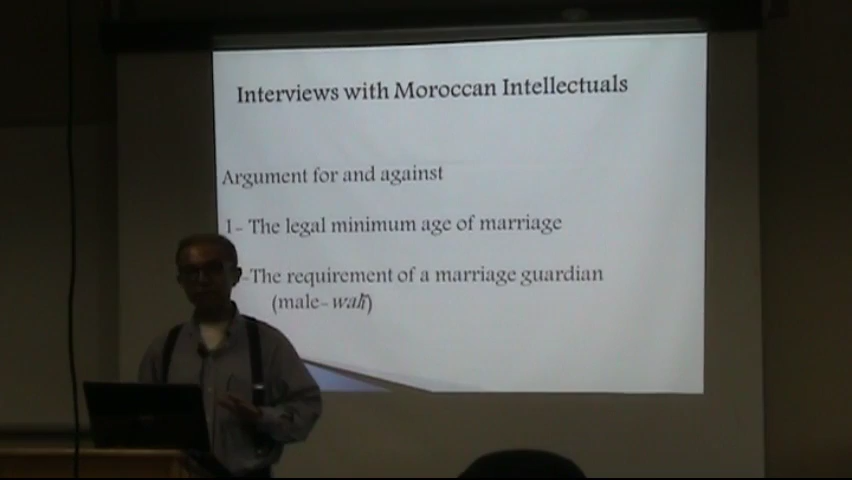 Interviews with Moroccan Intellectuals
Argument for and against
1- The legal minimum age of marriage
-The requirement of a marriage guardian
(male-walī)